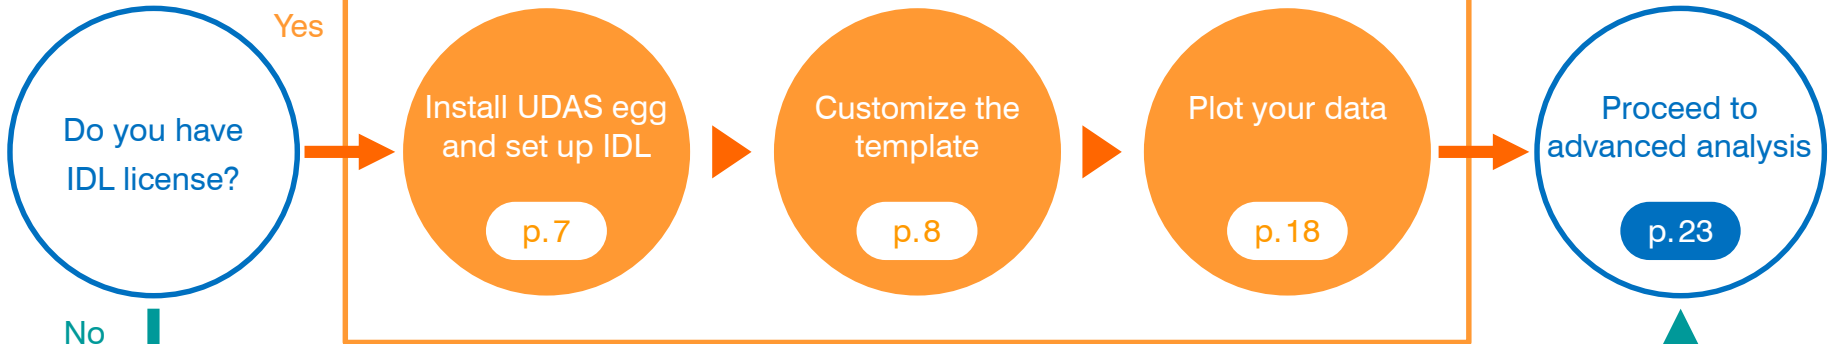 Yes
Do you have
IDL license?
No
Install UDAS egg
and set up IDL
p.7
Customize the
template
p.8
Plot your data
p.18
Proceed to
advanced analysis
p.23